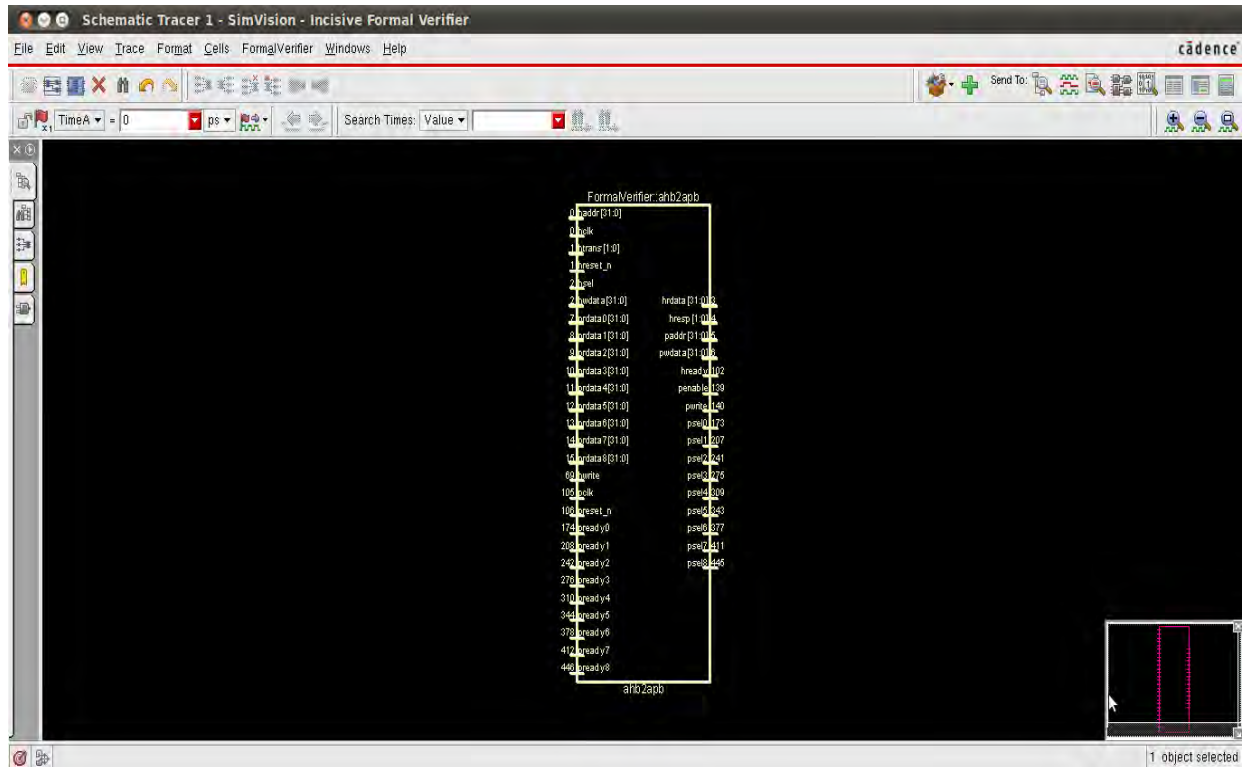 Schematic Tracer 1 - SimVision - Incisive Formal Verifier
File Edit View Trace Format Cells FormalVerifier Windows Help cādence
Send To:
TimeA = 0 ps Search Times: Value
FormalVerifier::ahb2apb
0 haddr[31:0]
0 hclk
1 htrans[1:0]
1 hreset_n
2 hsel
2 hwdata[31:0] hrdata[31:0] 3
7 prdata0[31:0] hresp[1:0] 4
8 prdata1[31:0] paddr[31:0] 5
9 prdata2[31:0] pwdata[31:0] 6
10 prdata3[31:0] hready 102
11 prdata4[31:0] penable 139
12 prdata5[31:0] pwrite 140
13 prdata6[31:0] psel0 173
14 prdata7[31:0] psel1 207
15 prdata8[31:0] psel2 241
69 hwrite psel3 275
105 pclk psel4 309
106 preset_n psel5 343
174 pready0 psel6 377
208 pready1 psel7 411
242 pready2 psel8 445
276 pready3
310 pready4
344 pready5
378 pready6
412 pready7
446 pready8
ahb2apb
1 object selected